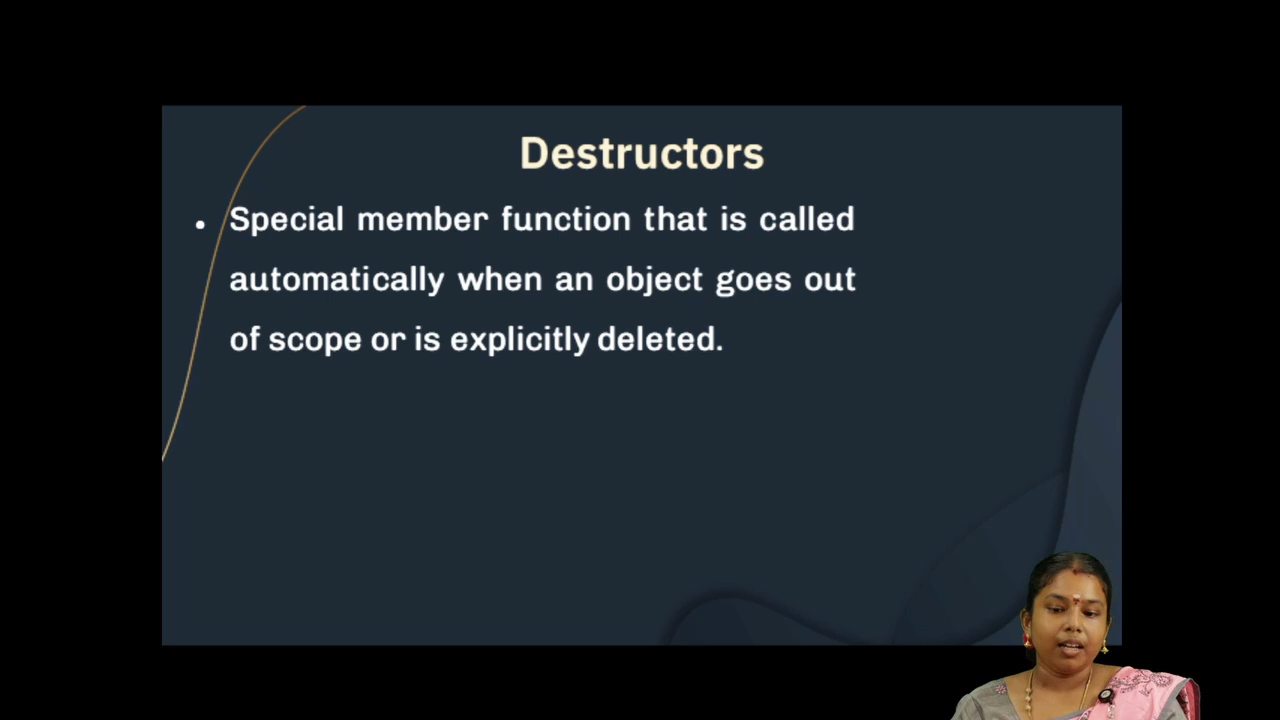 Destructors
• Special member function that is called
automatically when an object goes out
of scope or is explicitly deleted.